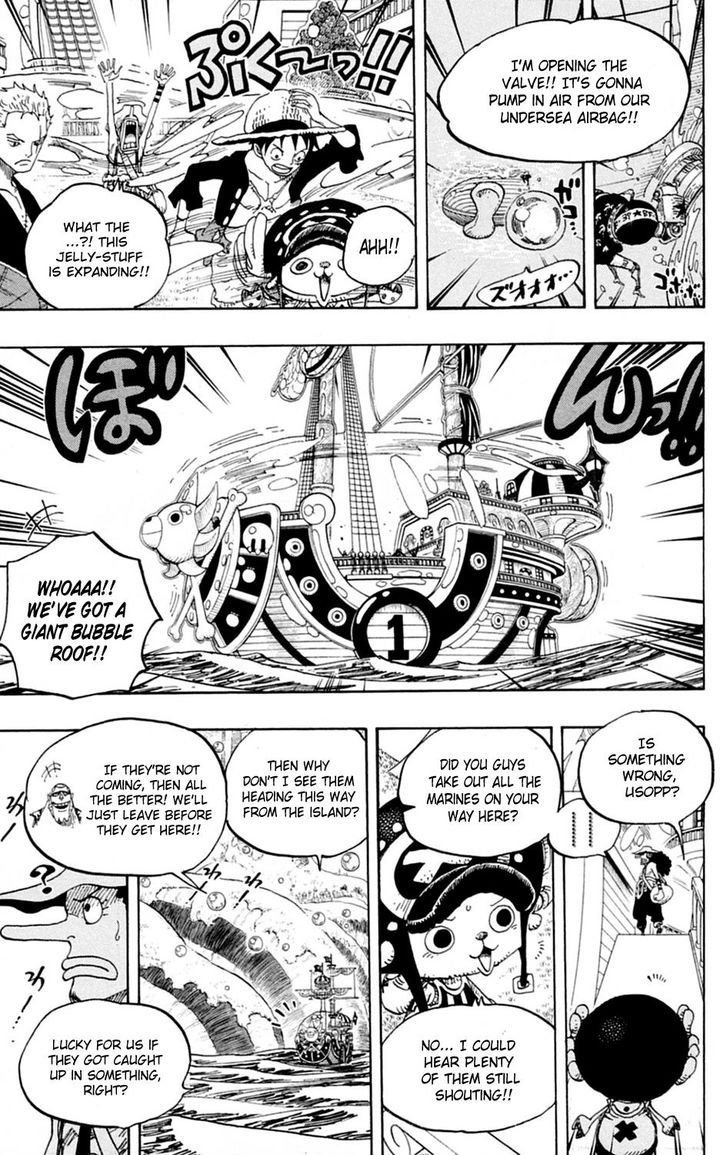 I'M OPENING THE
VALVE!! IT'S GONNA
PUMP IN AIR FROM OUR
UNDERSEA AIRBAG!!
ズオオオ…
ぷく〜っ!!
AHH!!
WHAT THE
...?! THIS
JELLY-STUFF
IS EXPANDING!!
ぼんっ!!
1
WHOAAA!!
WE'VE GOT A
GIANT BUBBLE
ROOF!!
IS
SOMETHING
WRONG,
USOPP?
!!
DID YOU GUYS
TAKE OUT ALL
THE MARINES ON YOUR
WAY HERE?
NO... I COULD
HEAR PLENTY
OF THEM STILL
SHOUTING!!
THEN WHY
DON'T I SEE THEM
HEADING THIS WAY
FROM THE ISLAND?
IF THEY'RE NOT
COMING, THEN ALL
THE BETTER! WE'LL
JUST LEAVE BEFORE
THEY GET HERE!!
?
LUCKY FOR US IF
THEY GOT CAUGHT
UP IN SOMETHING,
RIGHT?